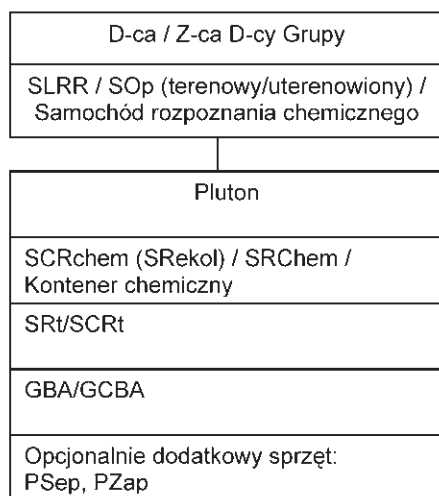 D-ca / Z-ca D-cy Grupy
SLRR / SOp (terenowy/uterenowiony) /
Samochód rozpoznania chemicznego
Pluton
SCRchem (SRekol) / SRChem /
Kontener chemiczny
SRt/SCRt
GBA/GCBA
Opcjonalnie dodatkowy sprzęt:
PSep, PZap